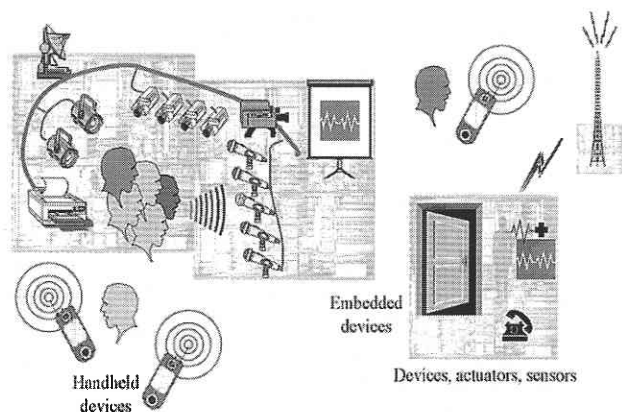 Embedded
devices
Handheld
devices
Devices, actuators, sensors